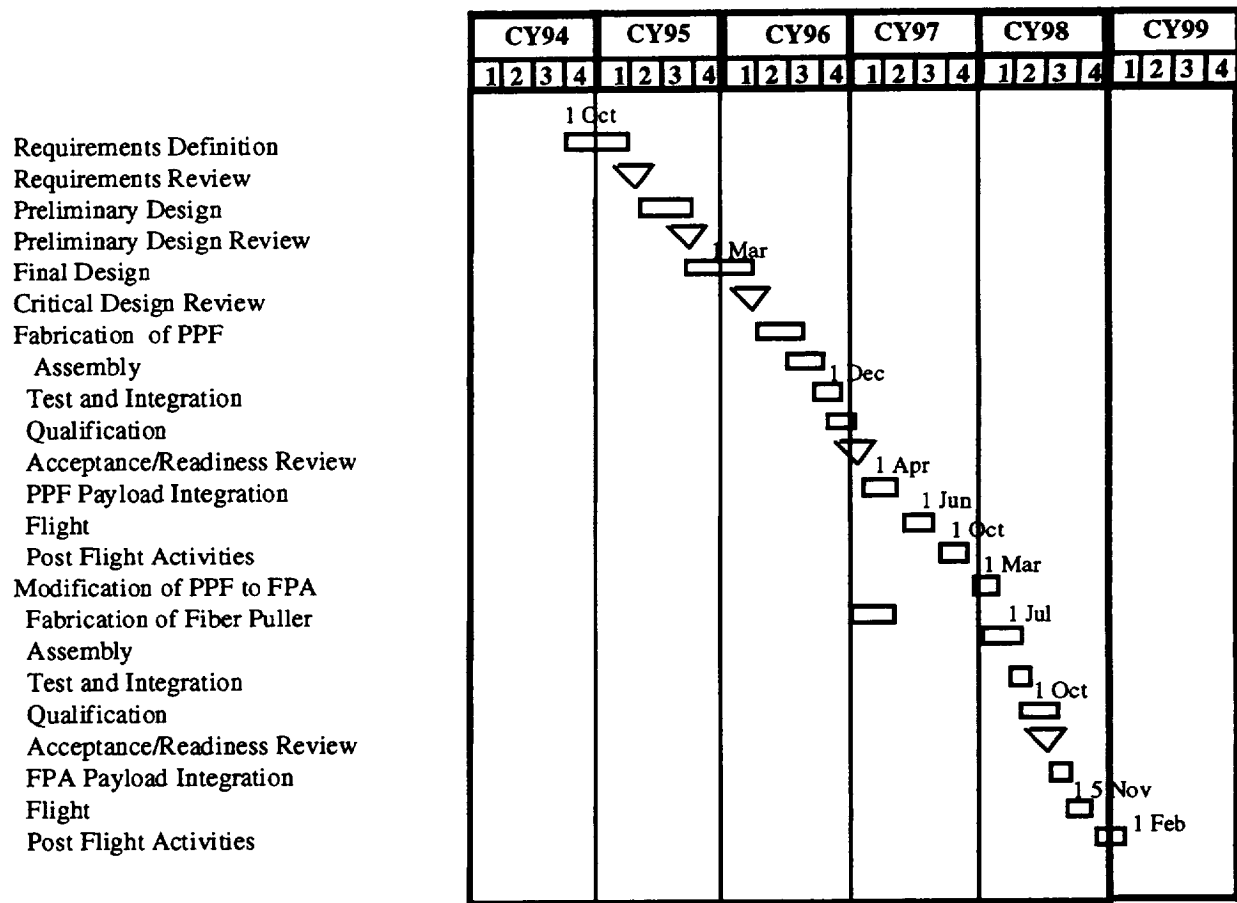 CY94 CY95 CY96 CY97 CY98 CY99
1 2 3 4 1 2 3 4 1 2 3 4 1 2 3 4 1 2 3 4 1 2 3 4
1 Oct
Requirements Definition
Requirements Review
Preliminary Design
Preliminary Design Review
1 Mar
Final Design
Critical Design Review
Fabrication of PPF
Assembly
1 Dec
Test and Integration
Qualification
Acceptance/Readiness Review
1 Apr
PPF Payload Integration
1 Jun
Flight
1 Oct
Post Flight Activities
1 Mar
Modification of PPF to FPA
Fabrication of Fiber Puller
1 Jul
Assembly
Test and Integration
1 Oct
Qualification
Acceptance/Readiness Review
FPA Payload Integration
1 5 Nov
Flight
1 Feb
Post Flight Activities